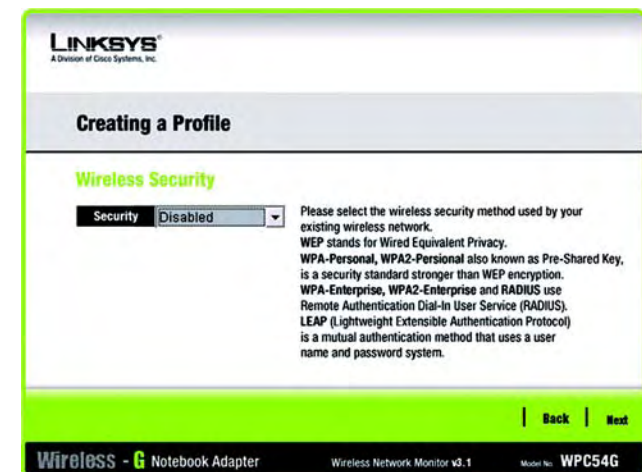 LINKSYS®
A Division of Cisco Systems, Inc.
Creating a Profile
Wireless Security
Security Disabled
Please select the wireless security method used by your
existing wireless network.
WEP stands for Wired Equivalent Privacy.
WPA-Personal, WPA2-Persional also known as Pre-Shared Key,
is a security standard stronger than WEP encryption.
WPA-Enterprise, WPA2-Enterprise and RADIUS use
Remote Authentication Dial-In User Service (RADIUS).
LEAP (Lightweight Extensible Authentication Protocol)
is a mutual authentication method that uses a user
name and password system.
Back Next
Wireless - G Notebook Adapter Wireless Network Monitor v3.1 Model No. WPC54G